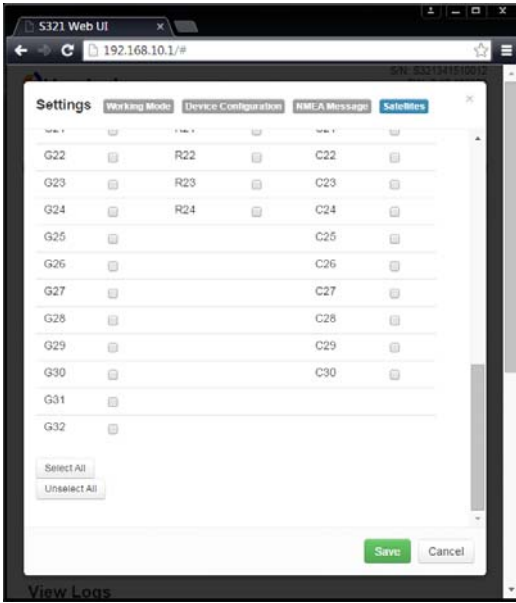 S321 Web UI
192.168.10.1/#
S/N: S321341510012
Settings Working Mode Device Configuration NMEA Message Satellites
G22 R22 C22
G23 R23 C23
G24 R24 C24
G25 C25
G26 C26
G27 C27
G28 C28
G29 C29
G30 C30
G31
G32
Select All
Unselect All
Save Cancel
View Logs